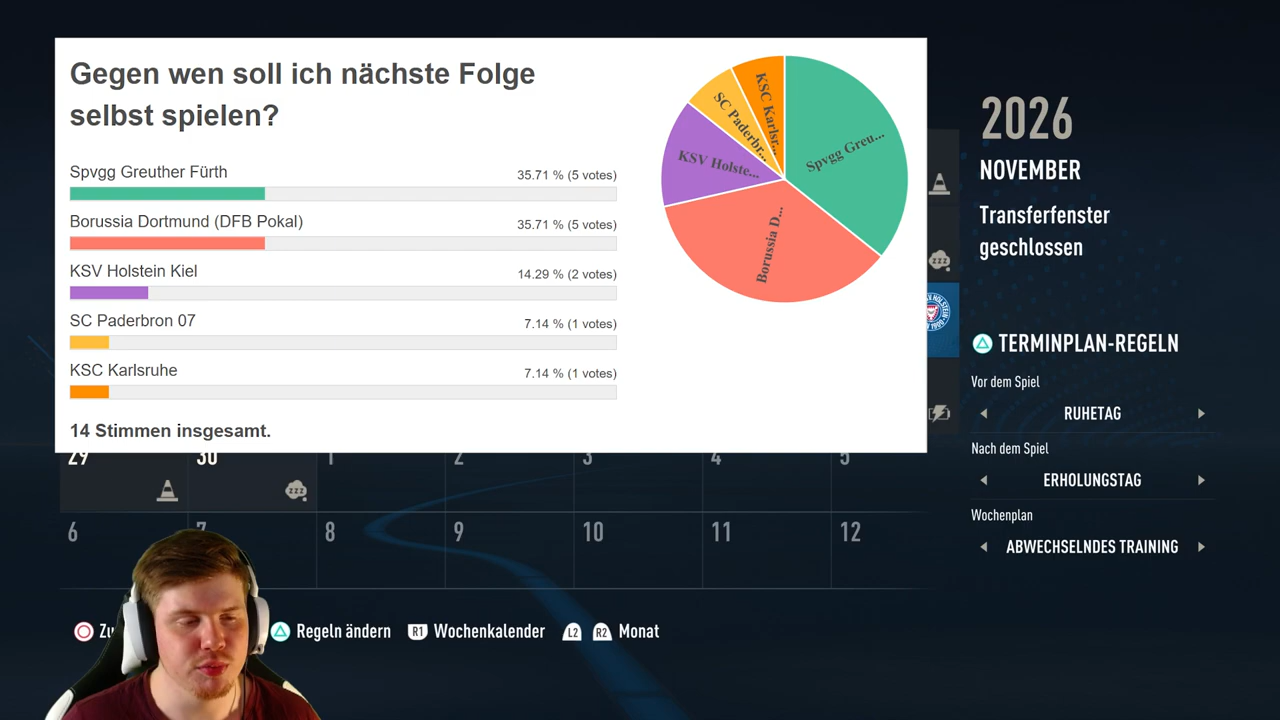 Gegen wen soll ich nächste Folge
selbst spielen?
Spvgg Greuther Fürth
35.71 % (5 votes)
Borussia Dortmund (DFB Pokal)
35.71 % (5 votes)
KSV Holstein Kiel
14.29 % (2 votes)
SC Paderbron 07
7.14 % (1 votes)
KSC Karlsruhe
7.14 % (1 votes)
14 Stimmen insgesamt.
Spvgg Greu...
Borussia D...
KSV Holste...
SC Paderbr...
KSC Karlsr...
2026
NOVEMBER
Transferfenster
geschlossen
TERMINPLAN-REGELN
Vor dem Spiel
RUHETAG
Nach dem Spiel
ERHOLUNGSTAG
Wochenplan
ABWECHSELNDES TRAINING
29 30 1 2 3 4 5
zzz
zzz
6 7 8 9 10 11 12
Regeln ändern R1 Wochenkalender L2 R2 Monat